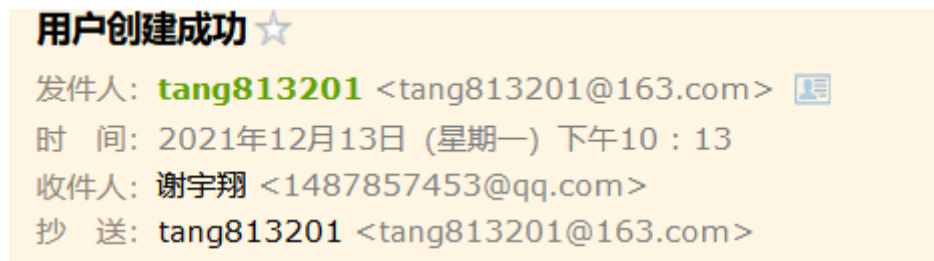 用户创建成功
发件人: tang813201 <tang813201@163.com>
时 间: 2021年12月13日 (星期一) 下午10:13
收件人: 谢宇翔 <1487857453@qq.com>
抄 送: tang813201 <tang813201@163.com>